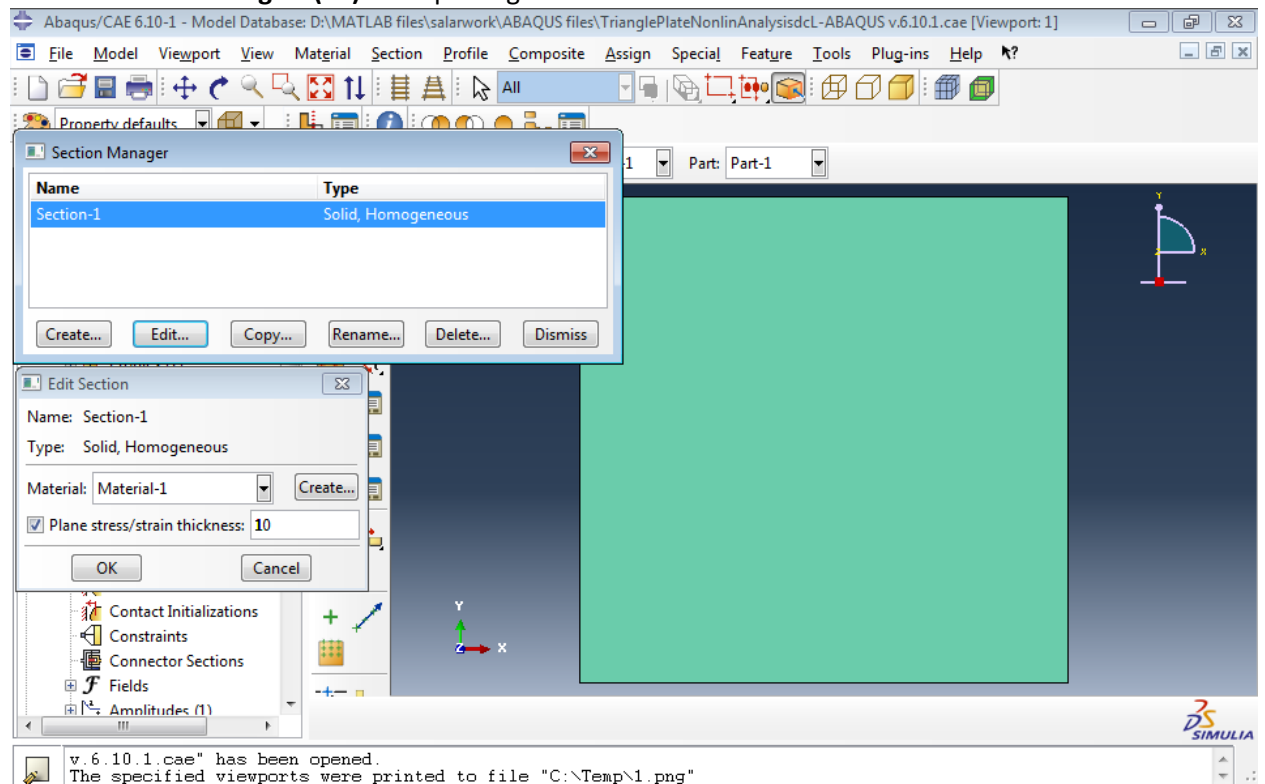 Abaqus/CAE 6.10-1 - Model Database: D:\MATLAB files\salarwork\ABAQUS files\TrianglePlateNonlinAnalysisdcL-ABAQUS v.6.10.1.cae [Viewport: 1]
File Model Viewport View Material Section Profile Composite Assign Special Feature Tools Plug-ins Help
All
Property defaults
Section Manager
-1 Part: Part-1
Name Type
Section-1 Solid, Homogeneous
Create... Edit... Copy... Rename... Delete... Dismiss
Edit Section
Name: Section-1
Type: Solid, Homogeneous
Material: Material-1 Create...
Plane stress/strain thickness: 10
OK Cancel
Contact Initializations
Constraints
Connector Sections
Fields
Amplitudes (1)
Y
X
Z
Y
Z X
SIMULIA
v.6.10.1.cae" has been opened.
The specified viewports were printed to file "C:\Temp\1.png"